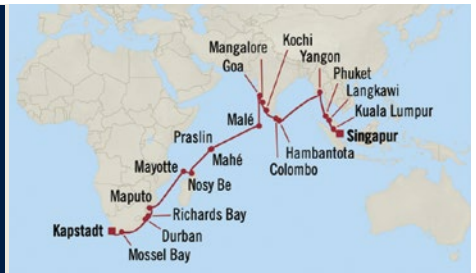 Kochi
Mangalore
Goa
Yangon
Phuket
Langkawi
Kuala Lumpur
Singapur
Malé
Hambantota
Colombo
Praslin
Mahé
Mayotte
Nosy Be
Maputo
Richards Bay
Kapstadt
Durban
Mossel Bay